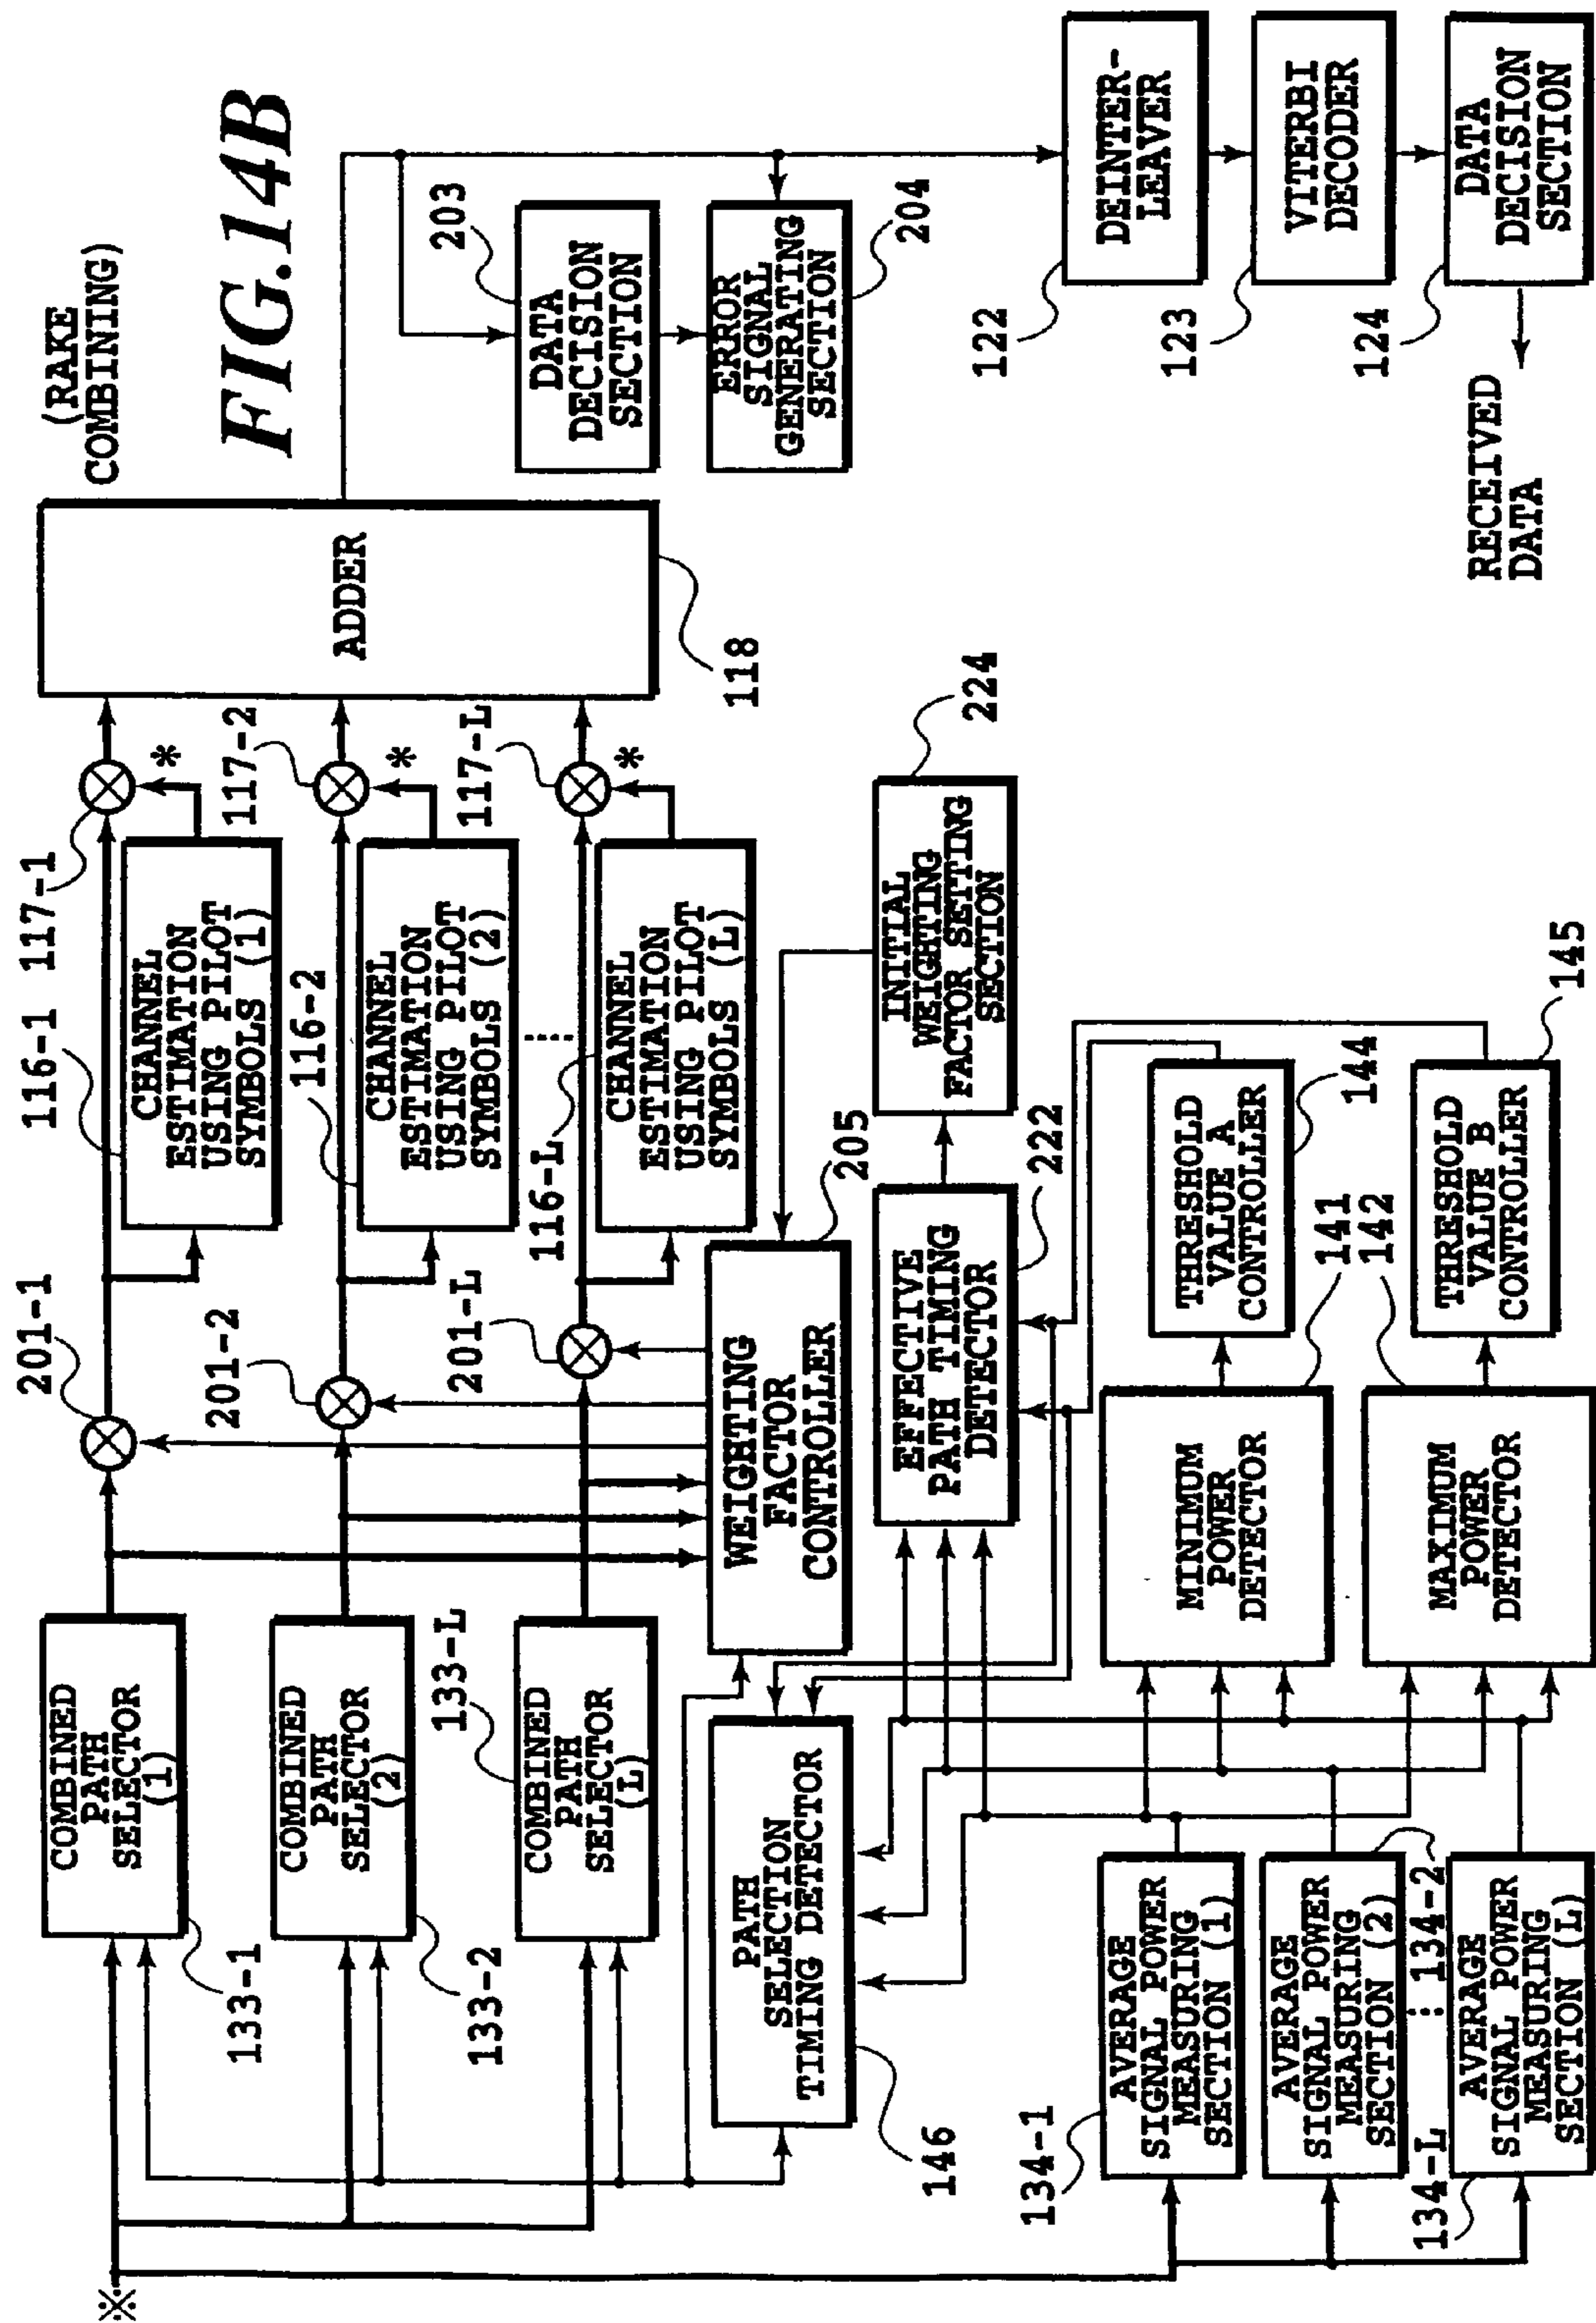 FIG.14B
(RAKE
COMBINING)
※
COMBINED
PATH
SELECTOR
(1)
133-1
COMBINED
PATH
SELECTOR
(2)
133-2
COMBINED
PATH
SELECTOR
(L)
133-L
201-1
201-2
201-L
116-1
117-1
CHANNEL
ESTIMATION
USING PILOT
SYMBOLS (1)
*
116-2
117-2
CHANNEL
ESTIMATION
USING PILOT
SYMBOLS (2)
*
116-L
117-L
CHANNEL
ESTIMATION
USING PILOT
SYMBOLS (L)
*
ADDER
118
203
DATA
DECISION
SECTION
ERROR
SIGNAL
GENERATING
SECTION
204
WEIGHTING
FACTOR
CONTROLLER
205
PATH
SELECTION
TIMING DETECTOR
146
EFFECTIVE
PATH TIMING
DETECTOR
222
INITIAL
WEIGHTING
FACTOR SETTING
SECTION
224
134-1
AVERAGE
SIGNAL POWER
MEASURING
SECTION (1)
AVERAGE
SIGNAL POWER
MEASURING
SECTION (2)
134-2
134-L
AVERAGE
SIGNAL POWER
MEASURING
SECTION (L)
MINIMUM
POWER
DETECTOR
141
MAXIMUM
POWER
DETECTOR
142
THRESHOLD
VALUE A
CONTROLLER
144
THRESHOLD
VALUE B
CONTROLLER
145
DEINTER-
LEAVER
122
VITERBI
DECODER
123
DATA
DECISION
SECTION
124
RECEIVED
DATA